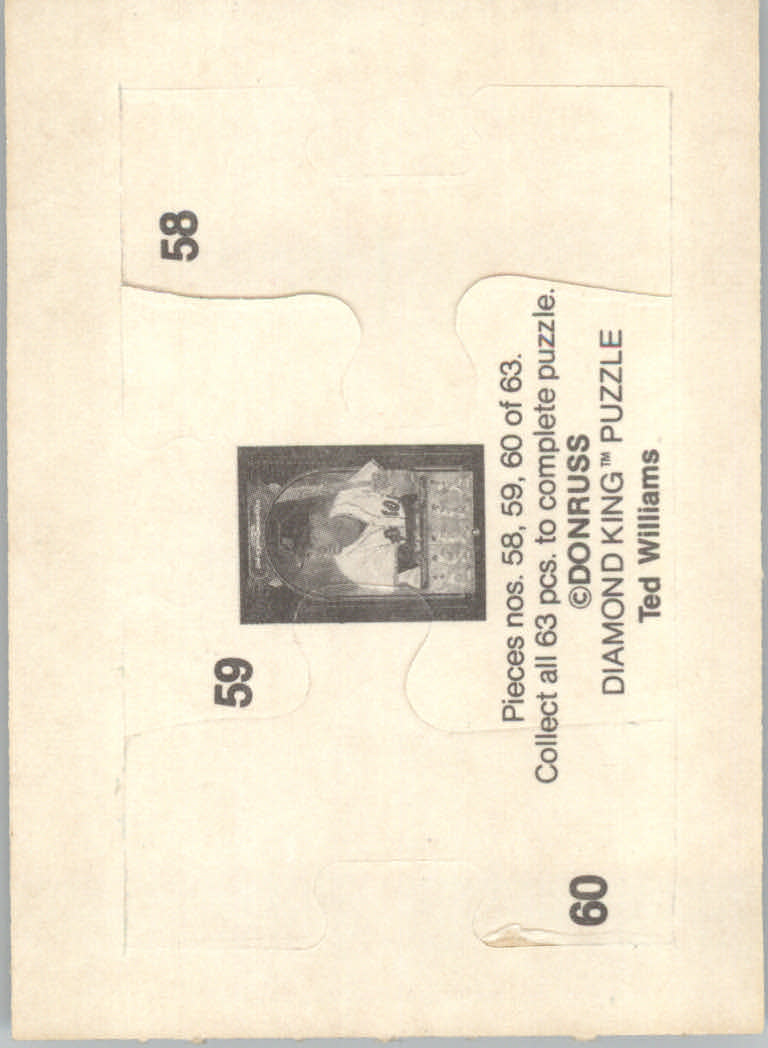 58
59
60
Pieces nos. 58, 59, 60 of 63.
Collect all 63 pcs. to complete puzzle.
©DONRUSS
DIAMOND KING™ PUZZLE
Ted Williams